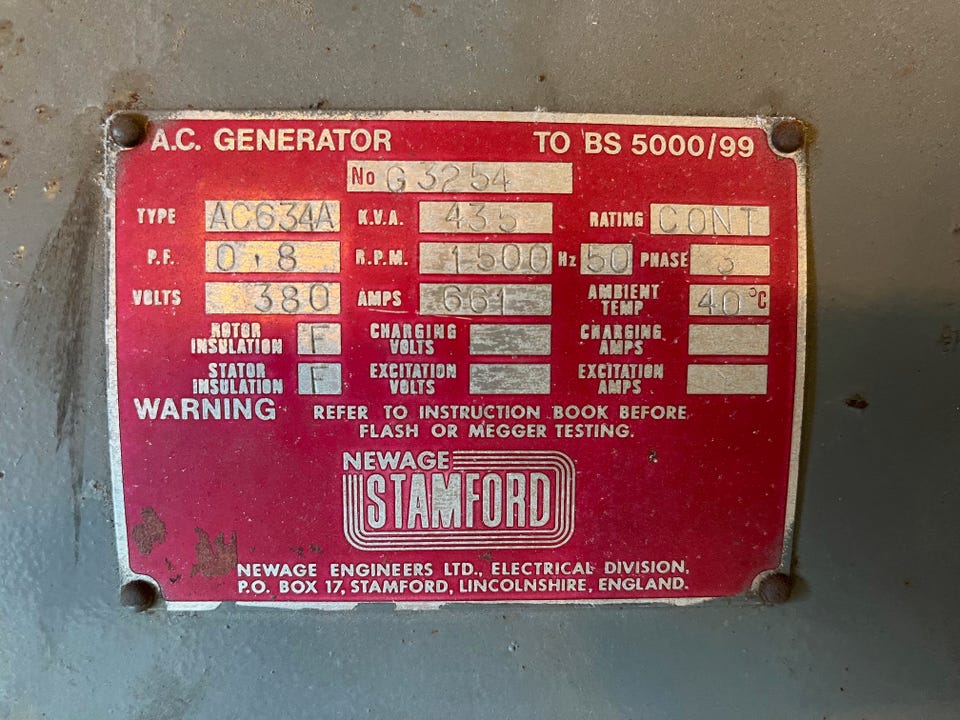 A.C. GENERATOR TO BS 5000/99
No G3254
TYPE AC634A K.V.A. 435 RATING CONT
P.F. 0.8 R.P.M. 1500 Hz 50 PHASE 3
VOLTS 380 AMPS 661 AMBIENT TEMP 40°C
ROTOR INSULATION F CHARGING VOLTS CHARGING AMPS
STATOR INSULATION F EXCITATION VOLTS EXCITATION AMPS
WARNING REFER TO INSTRUCTION BOOK BEFORE
FLASH OR MEGGER TESTING.
NEWAGE
STAMFORD
NEWAGE ENGINEERS LTD., ELECTRICAL DIVISION,
P.O. BOX 17, STAMFORD, LINCOLNSHIRE, ENGLAND.